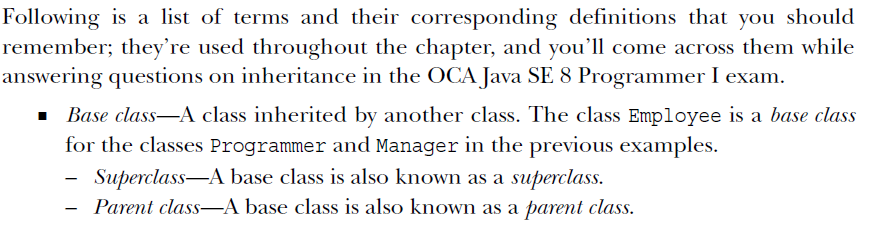 Following is a list of terms and their corresponding definitions that you should
remember; they're used throughout the chapter, and you'll come across them while
answering questions on inheritance in the OCA Java SE 8 Programmer I exam.
■ Base class—A class inherited by another class. The class Employee is a base class
for the classes Programmer and Manager in the previous examples.
– Superclass—A base class is also known as a superclass.
– Parent class—A base class is also known as a parent class.